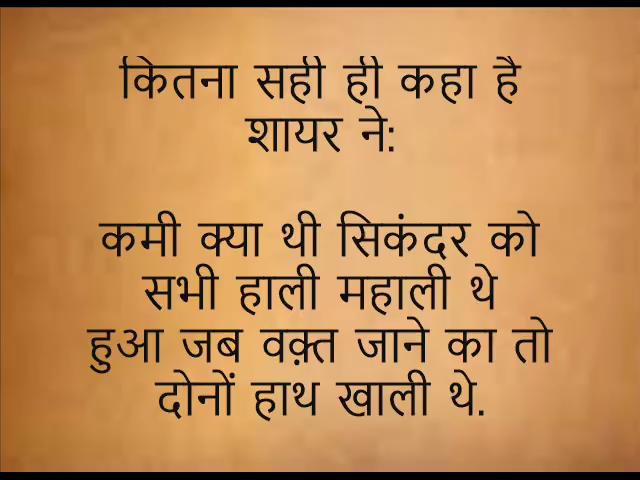 कितना सही ही कहा है
शायर ने:
कमी क्या थी सिकंदर को
सभी हाली महाली थे
हुआ जब वक़्त जाने का तो
दोनों हाथ खाली थे.